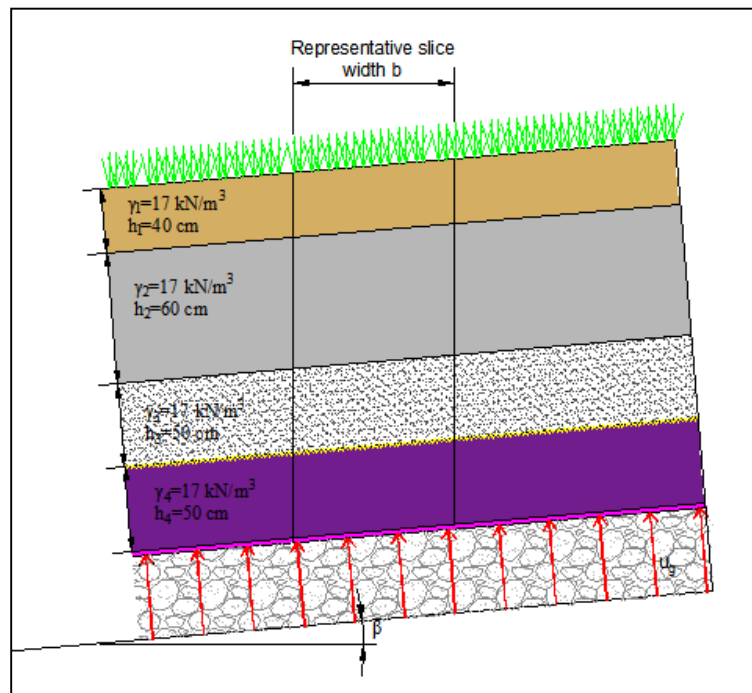 Representative slice
width b
γ₁=17 kN/m³
h₁=40 cm
γ₂=17 kN/m³
h₂=60 cm
γ₃=17 kN/m³
h₃=50 cm
γ₄=17 kN/m³
h₄=50 cm
u₉
β